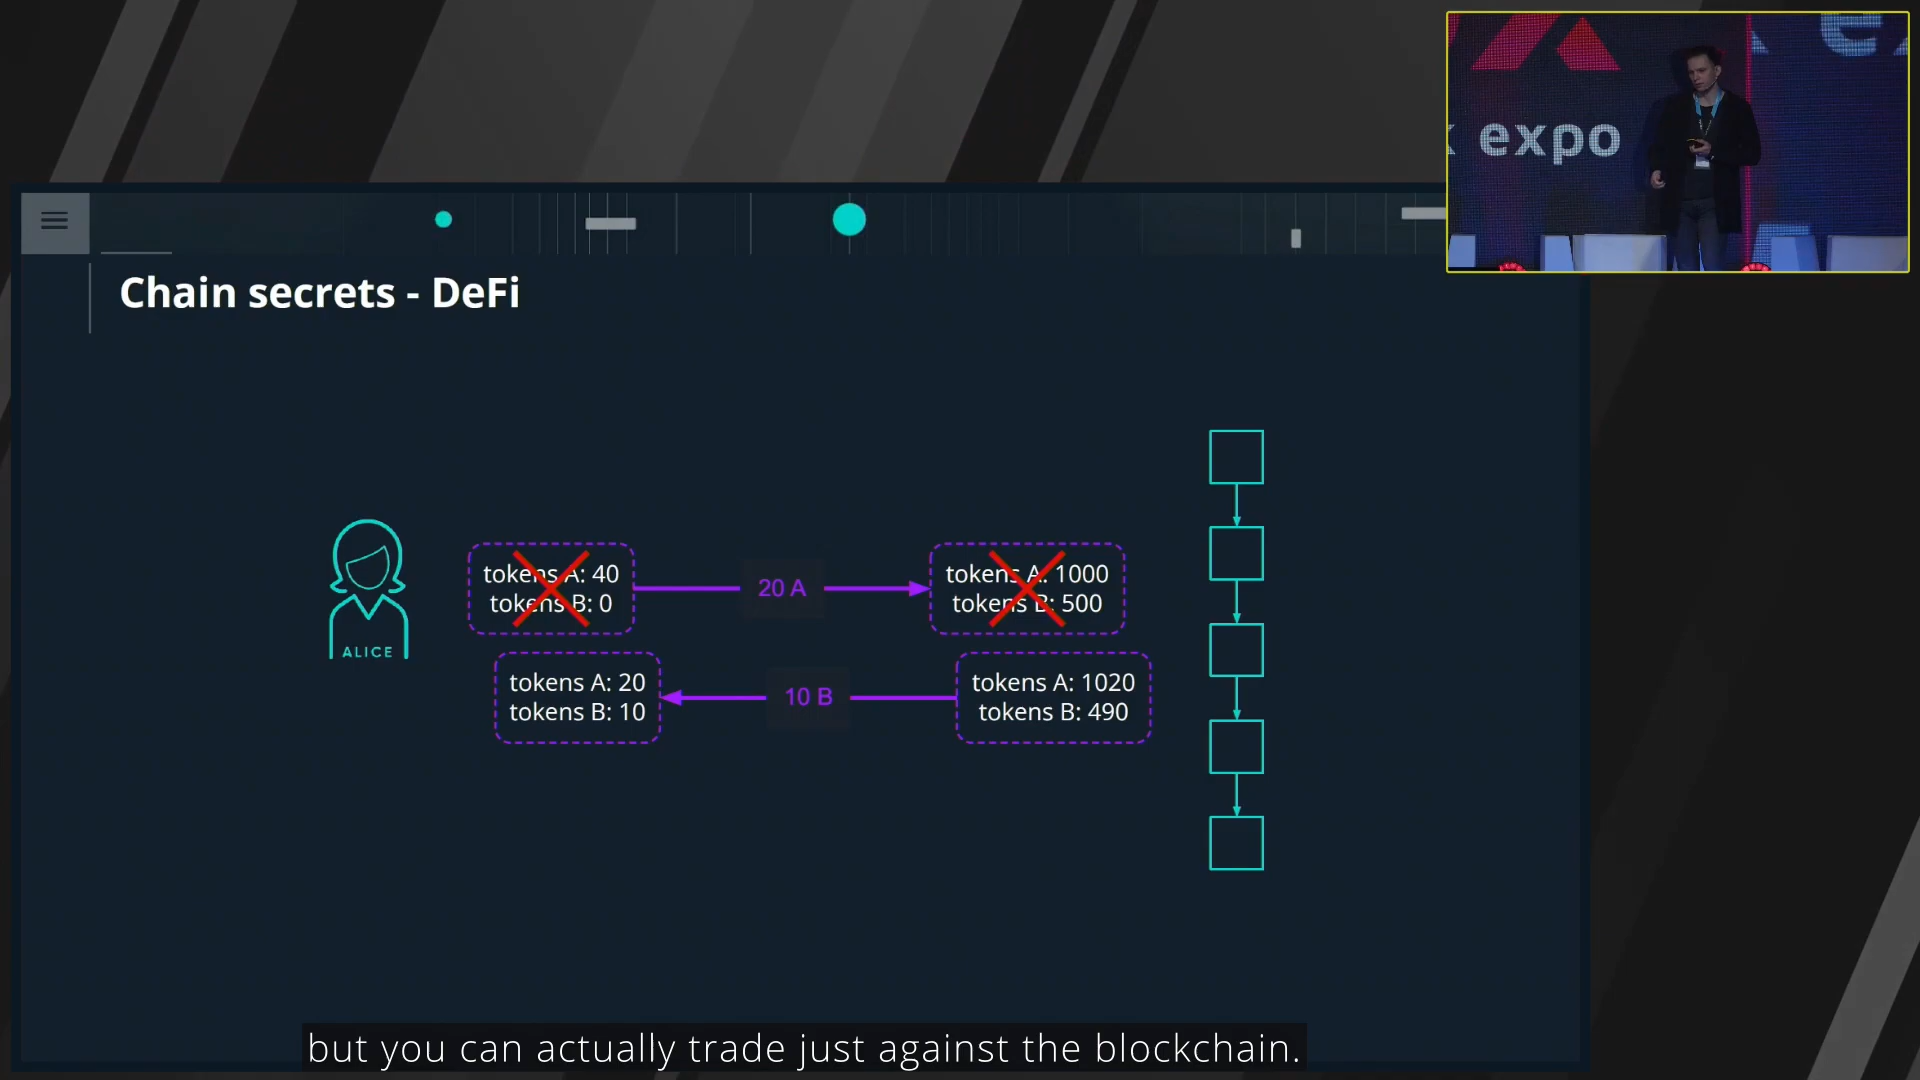 expo
Chain secrets - DeFi
ALICE
tokens A: 40
tokens B: 0
20 A
tokens A: 1000
tokens B: 500
tokens A: 20
tokens B: 10
10 B
tokens A: 1020
tokens B: 490
but you can actually trade just against the blockchain.